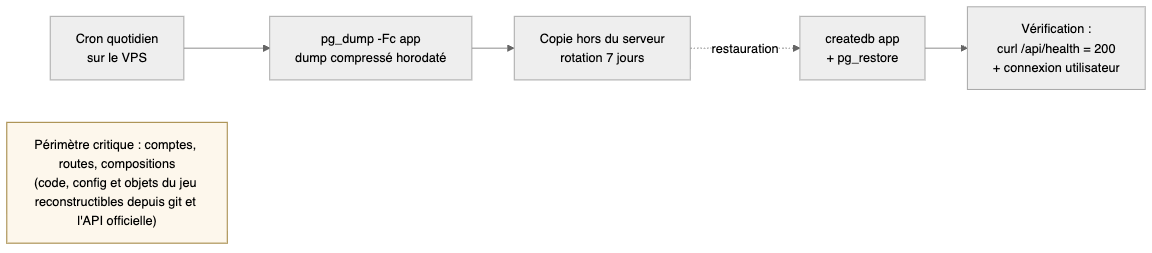 Cron quotidien
sur le VPS
pg_dump -Fc app
dump compressé horodaté
Copie hors du serveur
rotation 7 jours
restauration
createdb app
+ pg_restore
Vérification :
curl /api/health = 200
+ connexion utilisateur
Périmètre critique : comptes,
routes, compositions
(code, config et objets du jeu
reconstructibles depuis git et
l'API officielle)